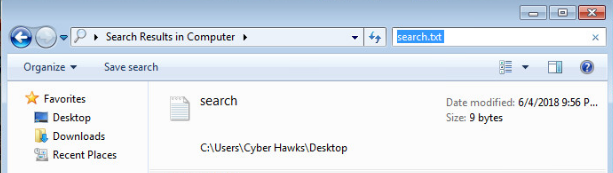 Search Results in Computer
search.txt
Organize
Save search
Favorites
Desktop
Downloads
Recent Places
search
C:\Users\Cyber Hawks\Desktop
Date modified: 6/4/2018 9:56 P...
Size: 9 bytes